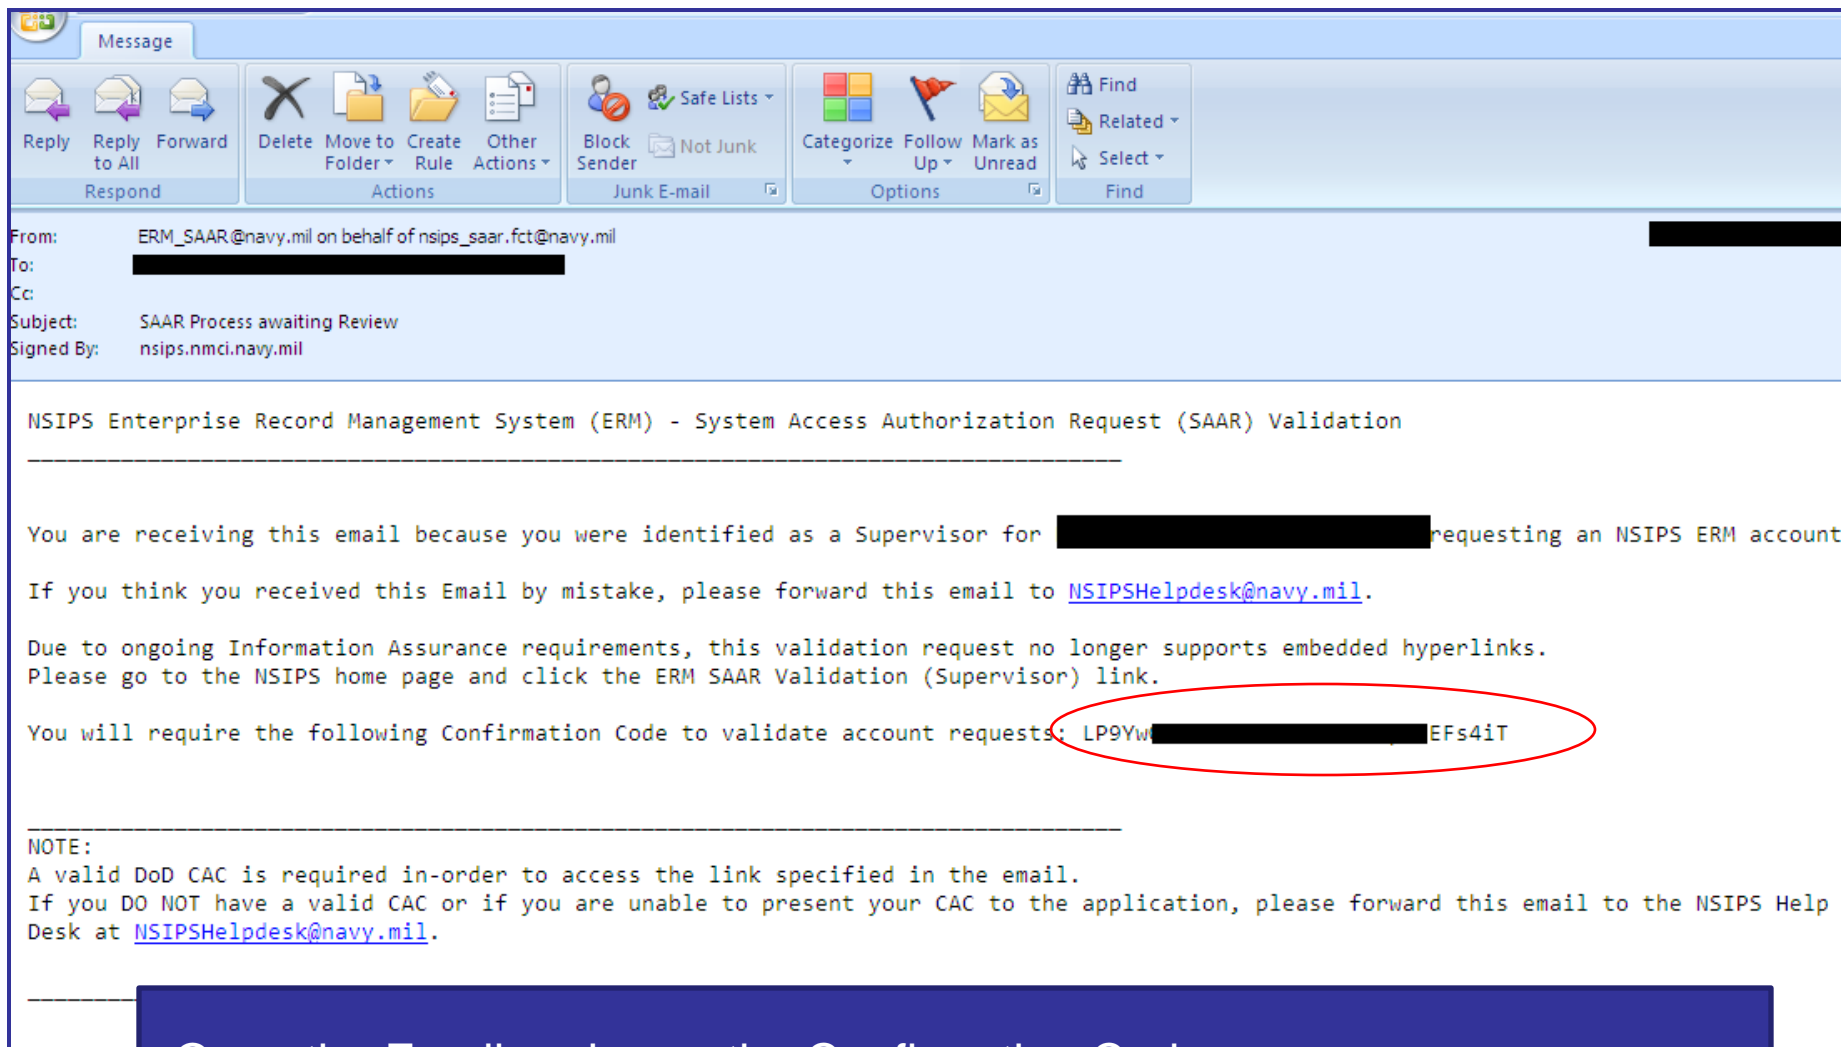 Message
Reply
Reply to All
Forward
Respond
Delete
Move to Folder
Create Rule
Other Actions
Actions
Block Sender
Safe Lists
Not Junk
Junk E-mail
Categorize
Follow Up
Mark as Unread
Options
Find
Related
Select
Find
From: ERM_SAAR@navy.mil on behalf of nsips_saar.fct@navy.mil
To:
Cc:
Subject: SAAR Process awaiting Review
Signed By: nsips.nmci.navy.mil
NSIPS Enterprise Record Management System (ERM) - System Access Authorization Request (SAAR) Validation
You are receiving this email because you were identified as a Supervisor for requesting an NSIPS ERM account
If you think you received this Email by mistake, please forward this email to NSIPSHelpdesk@navy.mil.
Due to ongoing Information Assurance requirements, this validation request no longer supports embedded hyperlinks.
Please go to the NSIPS home page and click the ERM SAAR Validation (Supervisor) link.
You will require the following Confirmation Code to validate account requests: LP9Yw EFs4iT
NOTE:
A valid DoD CAC is required in-order to access the link specified in the email.
If you DO NOT have a valid CAC or if you are unable to present your CAC to the application, please forward this email to the NSIPS Help
Desk at NSIPSHelpdesk@navy.mil.